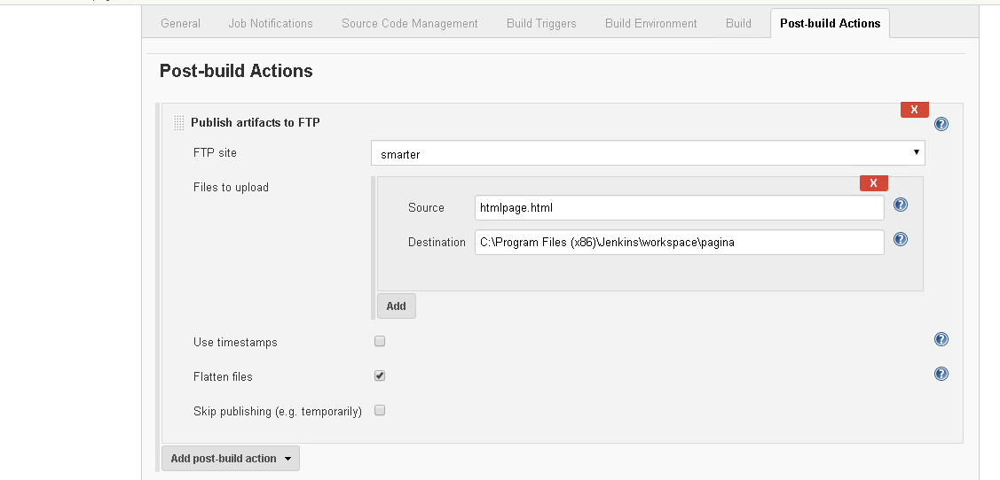 General Job Notifications Source Code Management Build Triggers Build Environment Build Post-build Actions
Post-build Actions
X
Publish artifacts to FTP ?
FTP site smarter
Files to upload X
Source htmlpage.html ?
Destination C:\Program Files (x86)\Jenkins\workspace\pagina ?
Add
Use timestamps ?
Flatten files ?
Skip publishing (e.g. temporarily)
Add post-build action